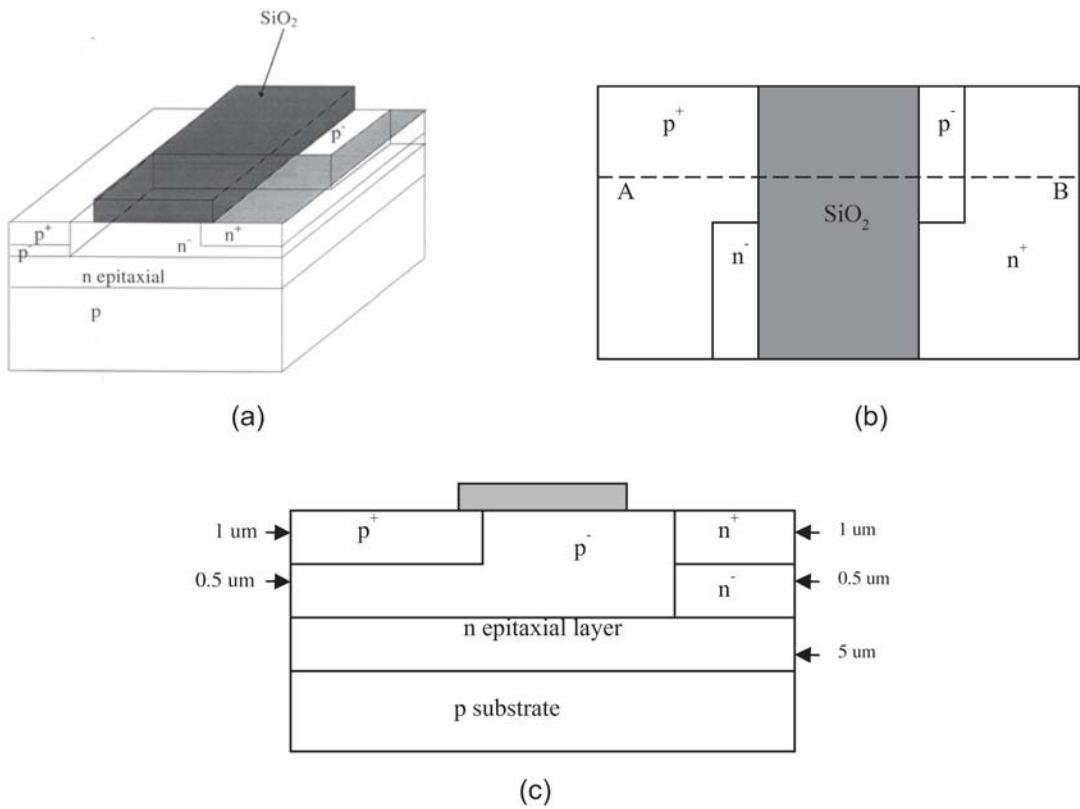 SiO₂
p⁻
p⁺
p⁻
n⁻
n⁺
n epitaxial
p
(a)
p⁺
p⁻
A
B
SiO₂
n⁻
n⁺
(b)
1 um
p⁺
p⁻
n⁺
1 um
0.5 um
n⁻
0.5 um
n epitaxial layer
5 um
p substrate
(c)